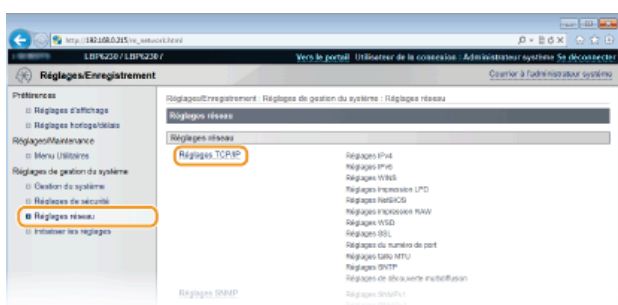 http://192.168.0.215/rc_network.html
LBP6230 / LBP6230 /
Vers le portail Utilisateur de la connexion : Administrateur système Se déconnecter
Réglages/Enregistrement
Courrier à l'administrateur système
Préférences
Réglages d'affichage
Réglages horloge/délais
Réglages/Maintenance
Menu Utilitaires
Réglages de gestion du système
Gestion du système
Réglages de sécurité
Réglages réseau
Initialiser les réglages
Réglages/Enregistrement : Réglages de gestion du système : Réglages réseau
Réglages réseau
Réglages réseau
Réglages TCP/IP
Réglages IPv4
Réglages IPv6
Réglages WINS
Réglages impression LPD
Réglages NetBIOS
Réglages impression RAW
Réglages WSD
Réglages SSL
Réglages du numéro de port
Réglages taille MTU
Réglages SNTP
Réglages de découverte multidiffusion
Réglages SNMP
Réglages SNMPv1